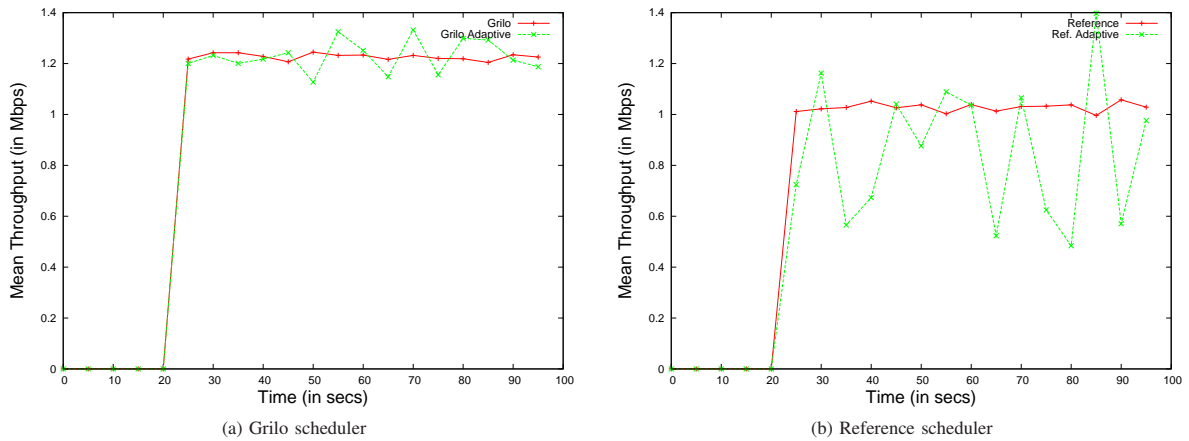 1.4
1.2
1
0.8
0.6
0.4
0.2
0
0 10 20 30 40 50 60 70 80 90 100
Mean Throughput (in Mbps)
Time (in secs)
Grilo
Grilo Adaptive
(a) Grilo scheduler
1.4
1.2
1
0.8
0.6
0.4
0.2
0
0 10 20 30 40 50 60 70 80 90 100
Mean Throughput (in Mbps)
Time (in secs)
Reference
Ref. Adaptive
(b) Reference scheduler